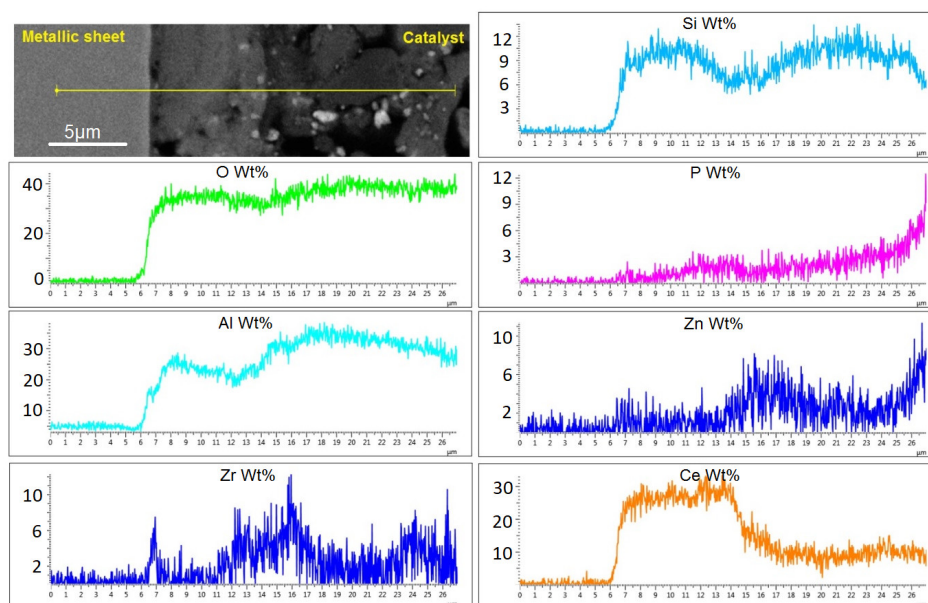 Metallic sheet
Catalyst
5µm
Si Wt%
12
9
6
3
0 1 2 3 4 5 6 7 8 9 10 11 12 13 14 15 16 17 18 19 20 21 22 23 24 25 26
µm
O Wt%
40
20
0
0 1 2 3 4 5 6 7 8 9 10 11 12 13 14 15 16 17 18 19 20 21 22 23 24 25 26
µm
P Wt%
12
9
6
3
0 1 2 3 4 5 6 7 8 9 10 11 12 13 14 15 16 17 18 19 20 21 22 23 24 25 26
µm
Al Wt%
30
20
10
0 1 2 3 4 5 6 7 8 9 10 11 12 13 14 15 16 17 18 19 20 21 22 23 24 25 26
µm
Zn Wt%
10
6
2
0 1 2 3 4 5 6 7 8 9 10 11 12 13 14 15 16 17 18 19 20 21 22 23 24 25 26
µm
Zr Wt%
10
6
2
0 1 2 3 4 5 6 7 8 9 10 11 12 13 14 15 16 17 18 19 20 21 22 23 24 25 26
Ce Wt%
30
20
10
0 1 2 3 4 5 6 7 8 9 10 11 12 13 14 15 16 17 18 19 20 21 22 23 24 25 26